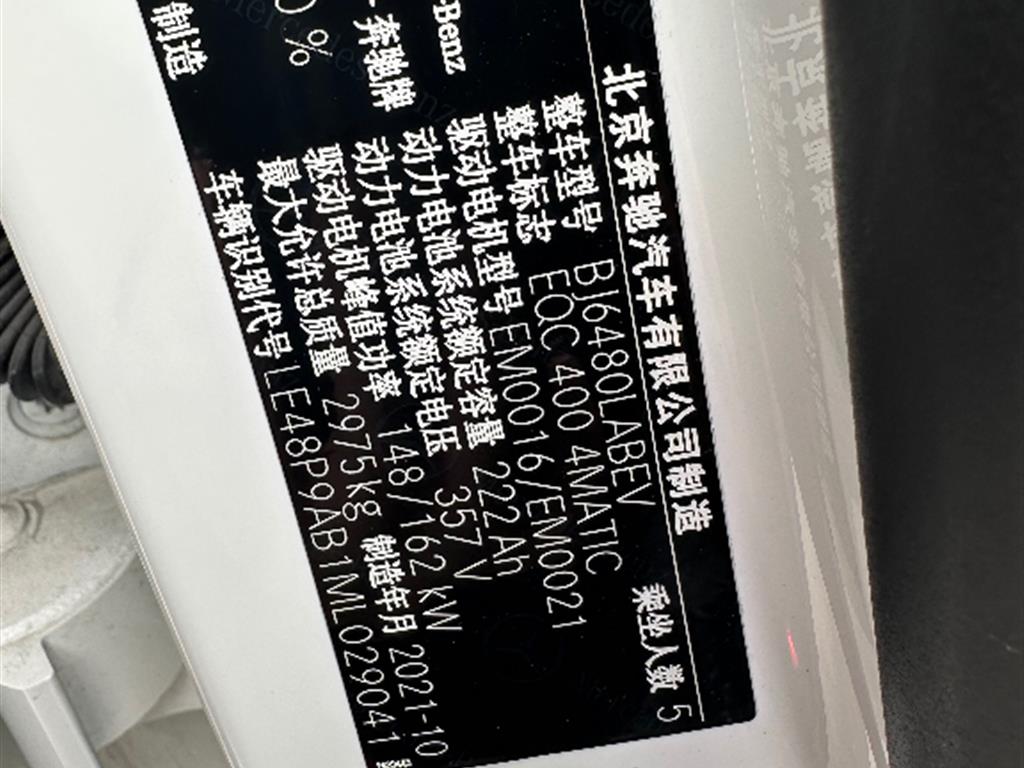 北京奔驰汽车有限公司制造
整车型号 BJ6480LABEV 乘坐人数 5
整车标志 EQC 400 4MATIC
驱动电机型号 EM0016/EM0021
动力电池系统额定容量 222Ah
动力电池系统额定电压 357V
驱动电机峰值功率 148/162 kW
最大允许总质量 2975kg 制造年月 2021-10
车辆识别代号 LE48P9AB1ML029041
-Benz
奔驰牌
%
制造